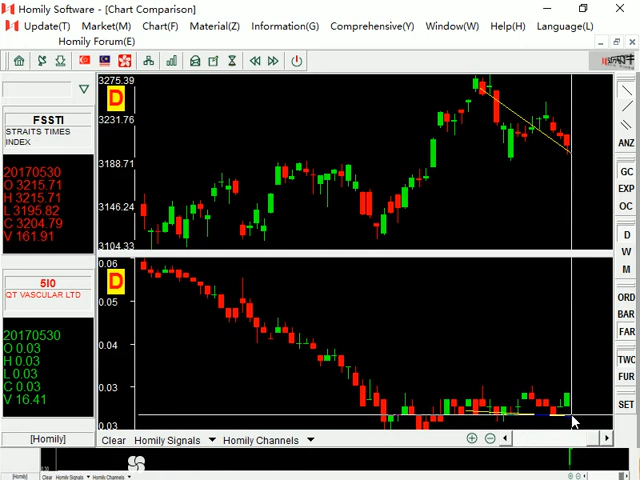 Homily Software - [Chart Comparison]
Update(T) Market(M) Chart(F) Material(Z) Information(G) Comprehensive(Y) Window(W) Help(H) Language(L)
Homily Forum(E)
FSSTI
STRAITS TIMES
INDEX
20170530
O 3215.71
H 3215.71
L 3195.82
C 3204.79
V 161.91
5I0
QT VASCULAR LTD
20170530
O 0.03
H 0.03
L 0.03
C 0.03
V 16.41
[Homily]
3275.39
D
3231.76
3188.71
3146.24
3104.33
0.06
D
0.05
0.04
0.03
0.03
ANZ
GC
EXP
OC
D
W
M
ORD
BAR
FAR
TWC
FUR
SET
Clear Homily Signals Homily Channels
[Homily] Clear Homily Signals Homily Channels